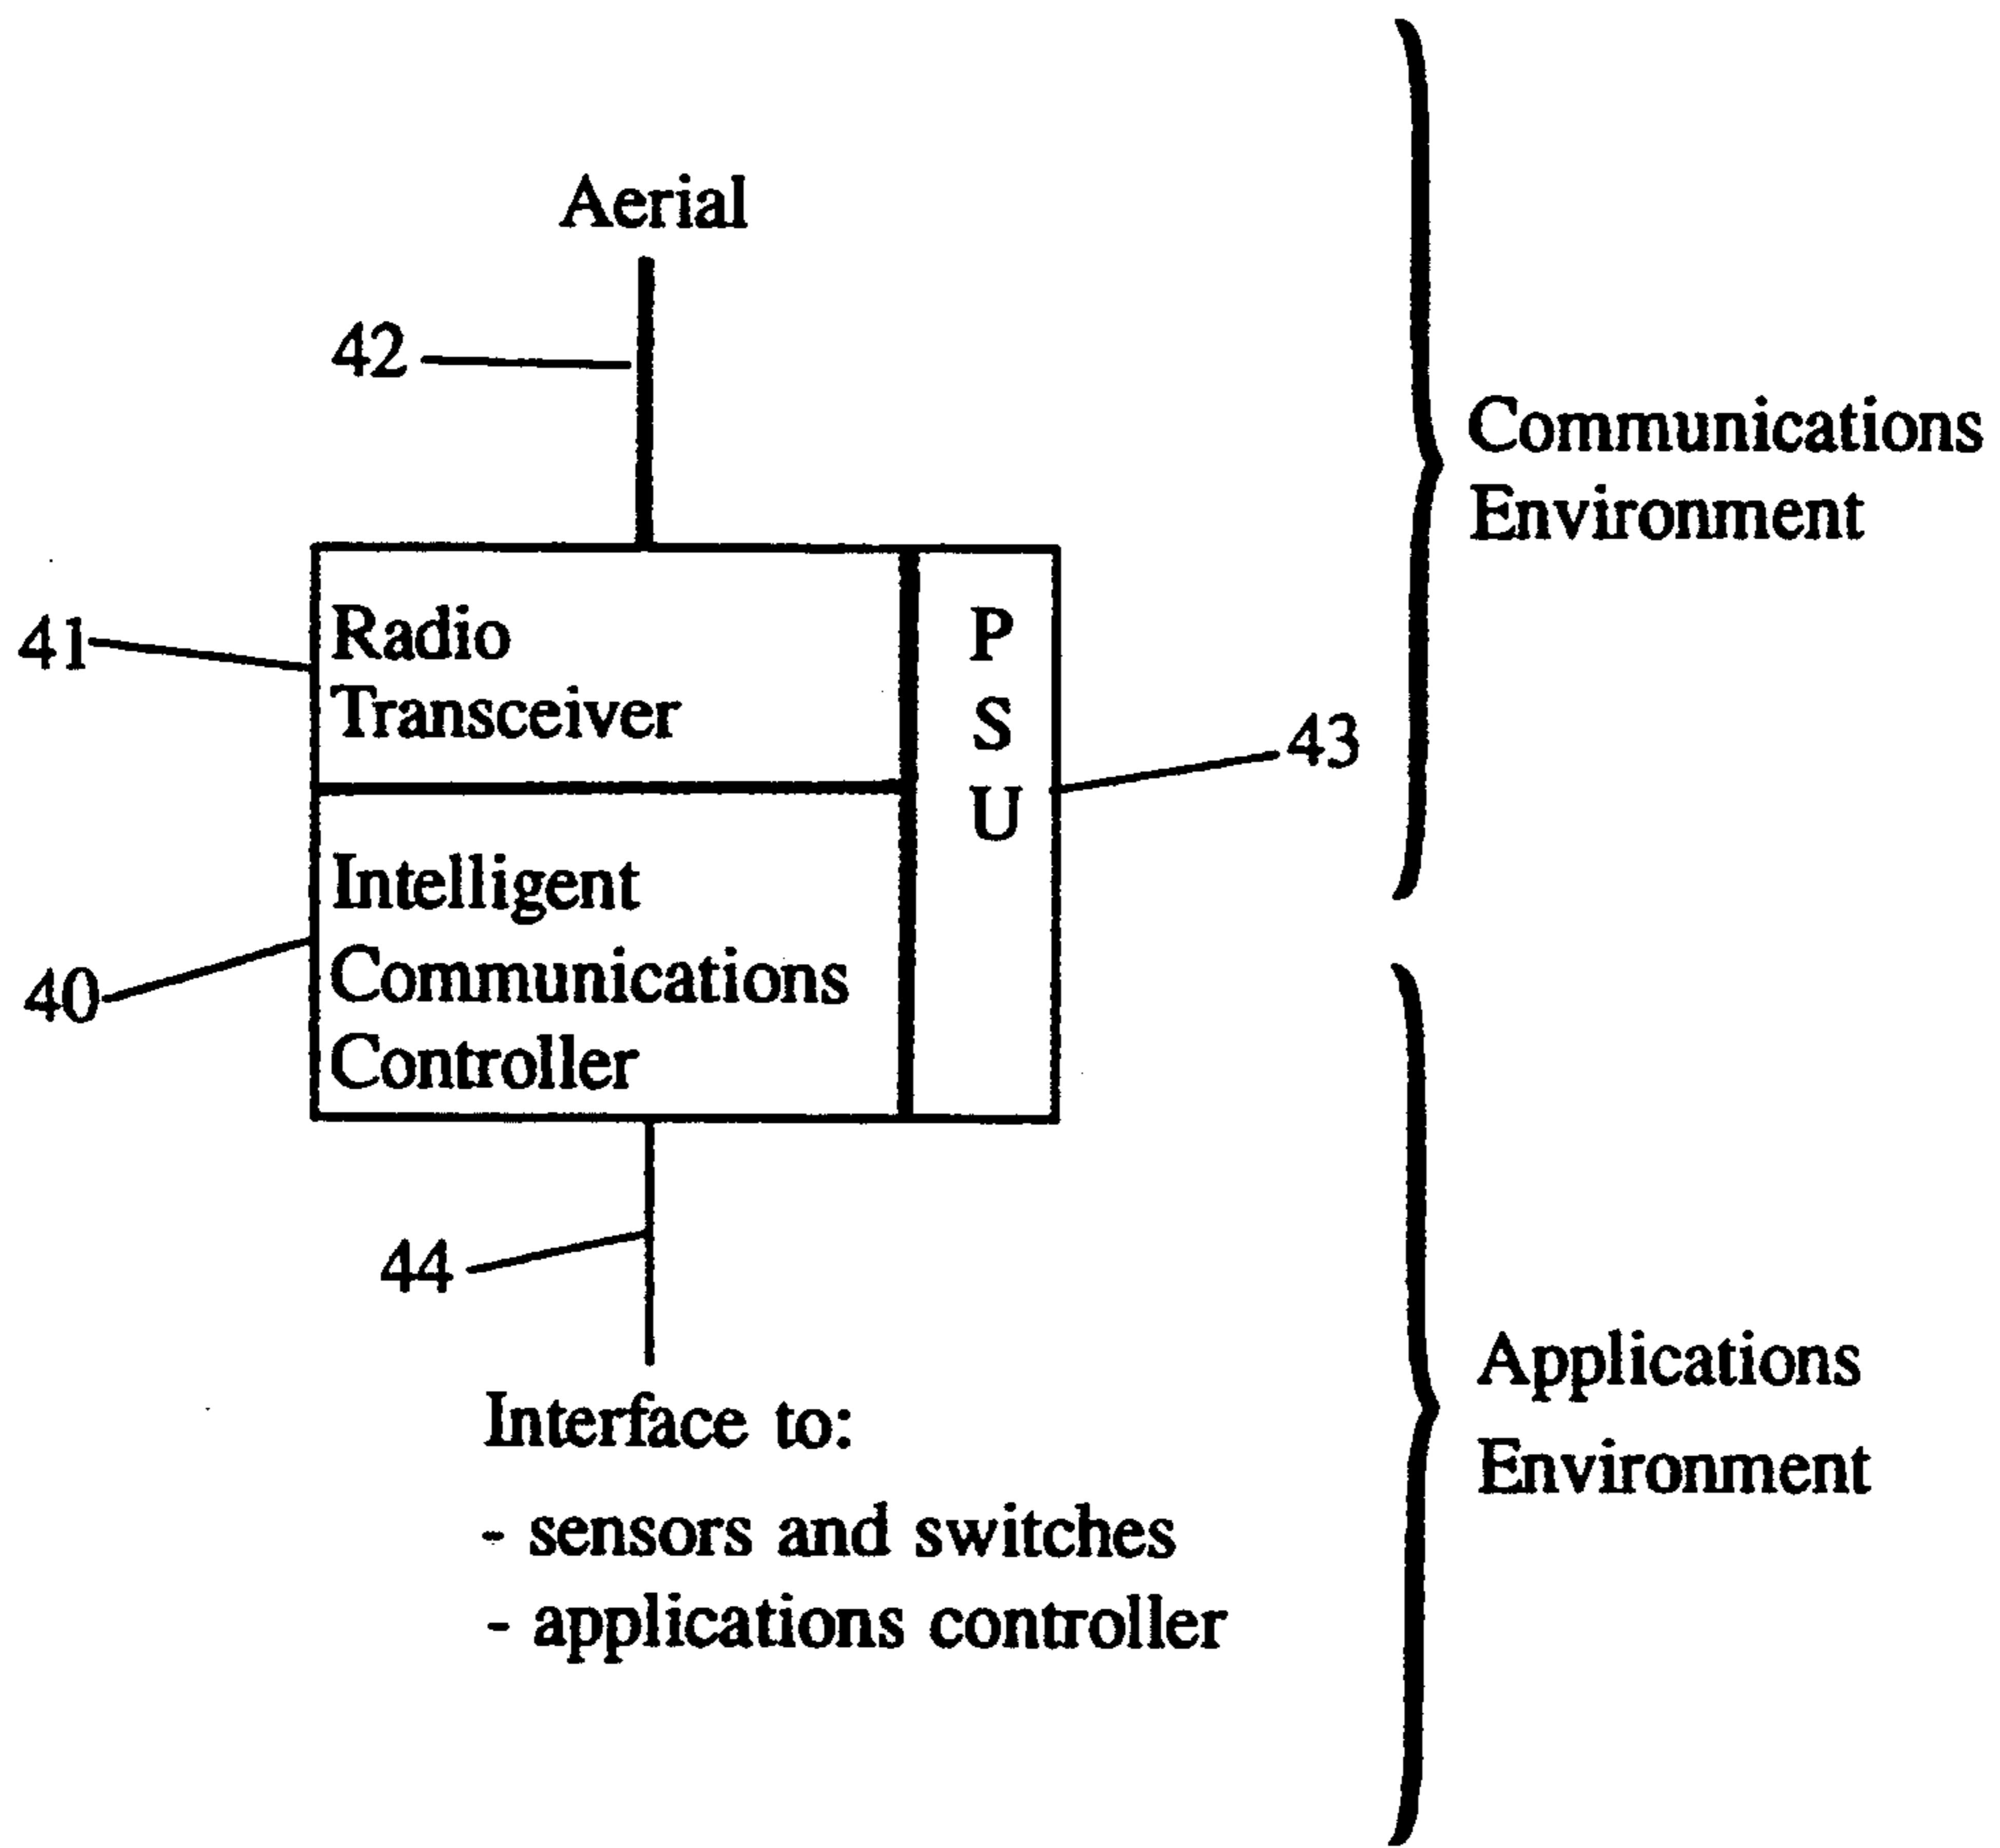 Aerial
42
Communications
Environment
41
Radio
Transceiver
P
S
U
43
Intelligent
Communications
Controller
40
44
Interface to:
- sensors and switches
- applications controller
Applications
Environment